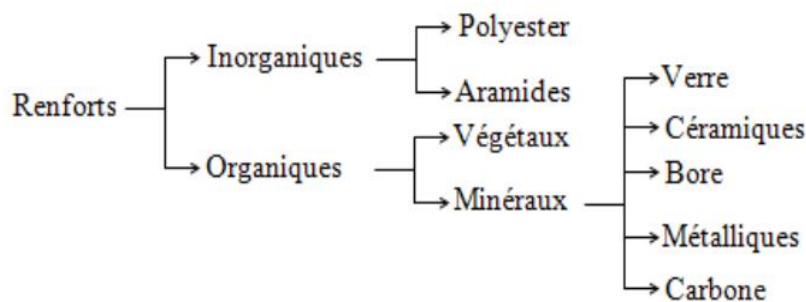 Renforts
Inorganiques
Polyester
Aramides
Organiques
Végétaux
Minéraux
Verre
Céramiques
Bore
Métalliques
Carbone